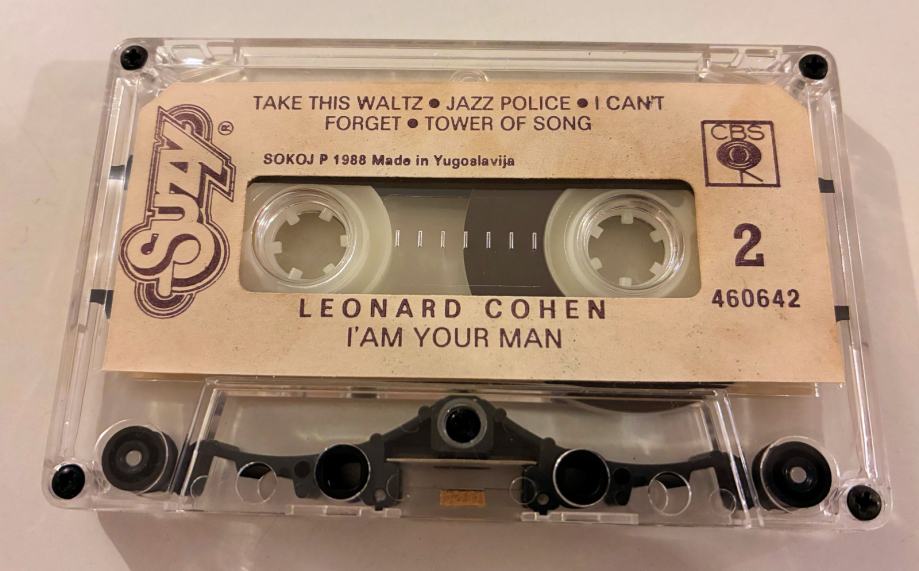 TAKE THIS WALTZ ● JAZZ POLICE ● I CAN'T
FORGET ● TOWER OF SONG
SOKOJ P 1988 Made in Yugoslavija
SUZY ®
CBS
2
460642
LEONARD COHEN
I'AM YOUR MAN